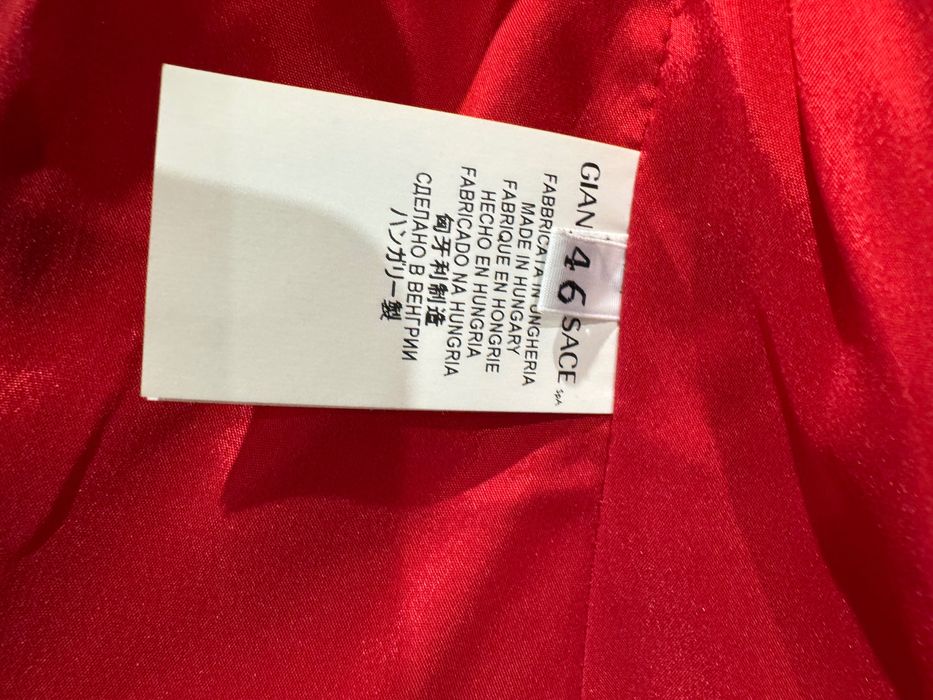 GIAN
46
SACE SpA
FABBRICATA IN UNGHERIA
MADE IN HUNGARY
FABRIQUE EN HONGRIE
HECHO EN HUNGRIA
FABRICADO NA HUNGRIA
匈牙利制造
СДЕЛАНО В ВЕНГРИИ
ハンガリー製